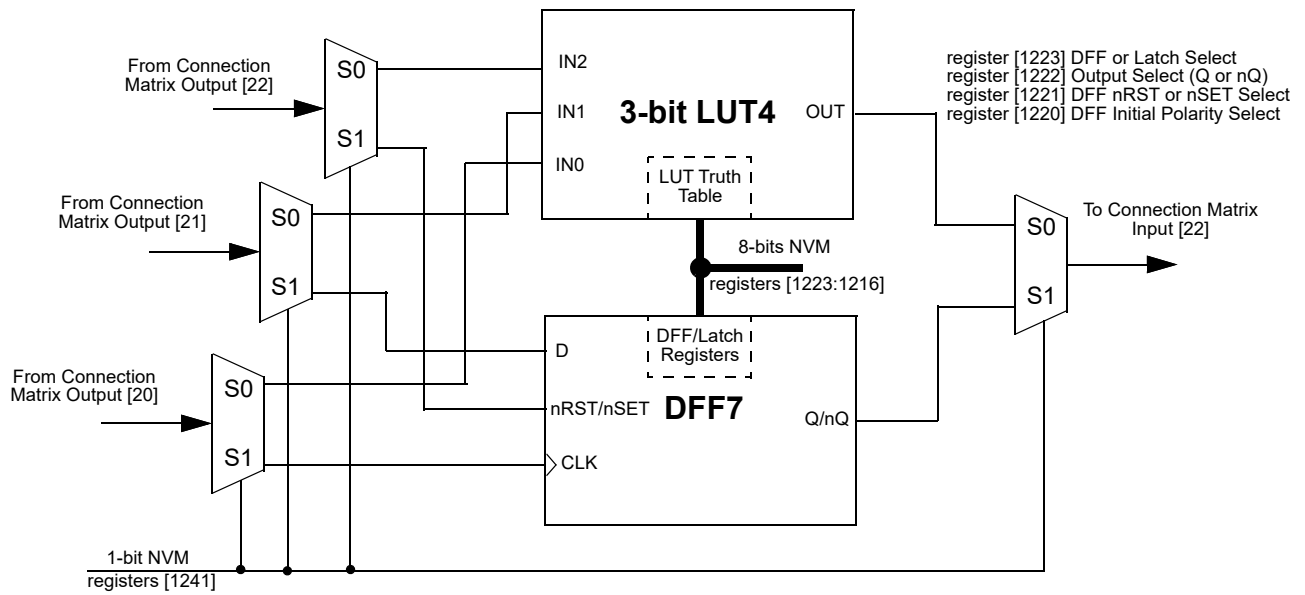 From Connection
Matrix Output [22]
S0
S1
IN2
IN1
IN0
3-bit LUT4
OUT
LUT Truth
Table
register [1223] DFF or Latch Select
register [1222] Output Select (Q or nQ)
register [1221] DFF nRST or nSET Select
register [1220] DFF Initial Polarity Select
From Connection
Matrix Output [21]
S0
S1
8-bits NVM
registers [1223:1216]
To Connection Matrix
Input [22]
S0
S1
From Connection
Matrix Output [20]
S0
S1
DFF/Latch
Registers
D
nRST/nSET
DFF7
Q/nQ
CLK
1-bit NVM
registers [1241]